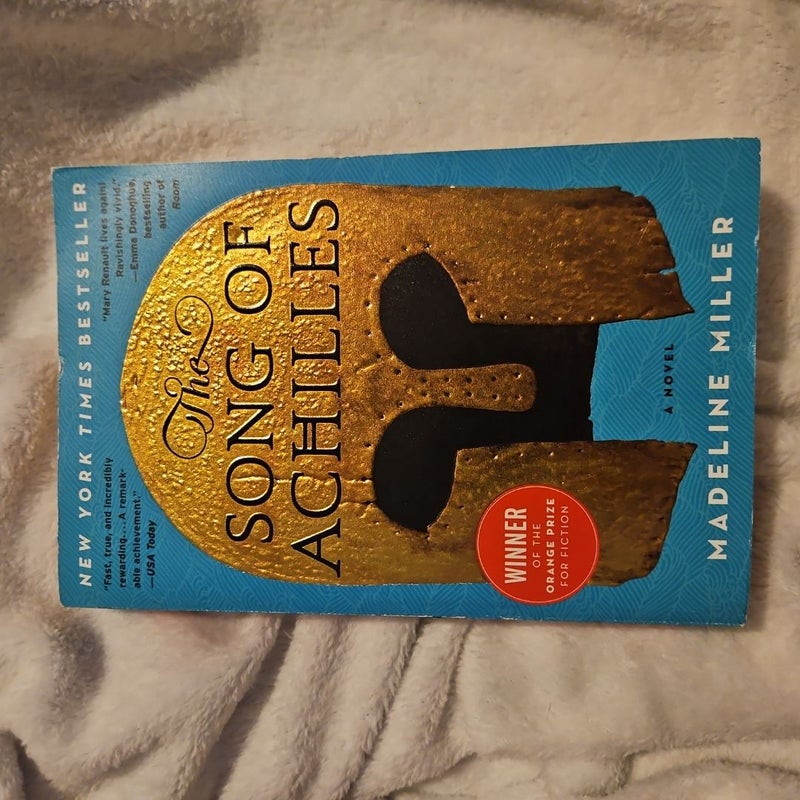 NEW YORK TIMES BESTSELLER
"Fast, true, and incredibly
rewarding.... A remark-
able achievement."
—USA Today
"Mary Renault lives again!
Ravishingly vivid."
—Emma Donoghue,
bestselling
author of
Room
The
SONG OF
ACHILLES
WINNER
OF THE
ORANGE PRIZE
FOR FICTION
A NOVEL
MADELINE MILLER